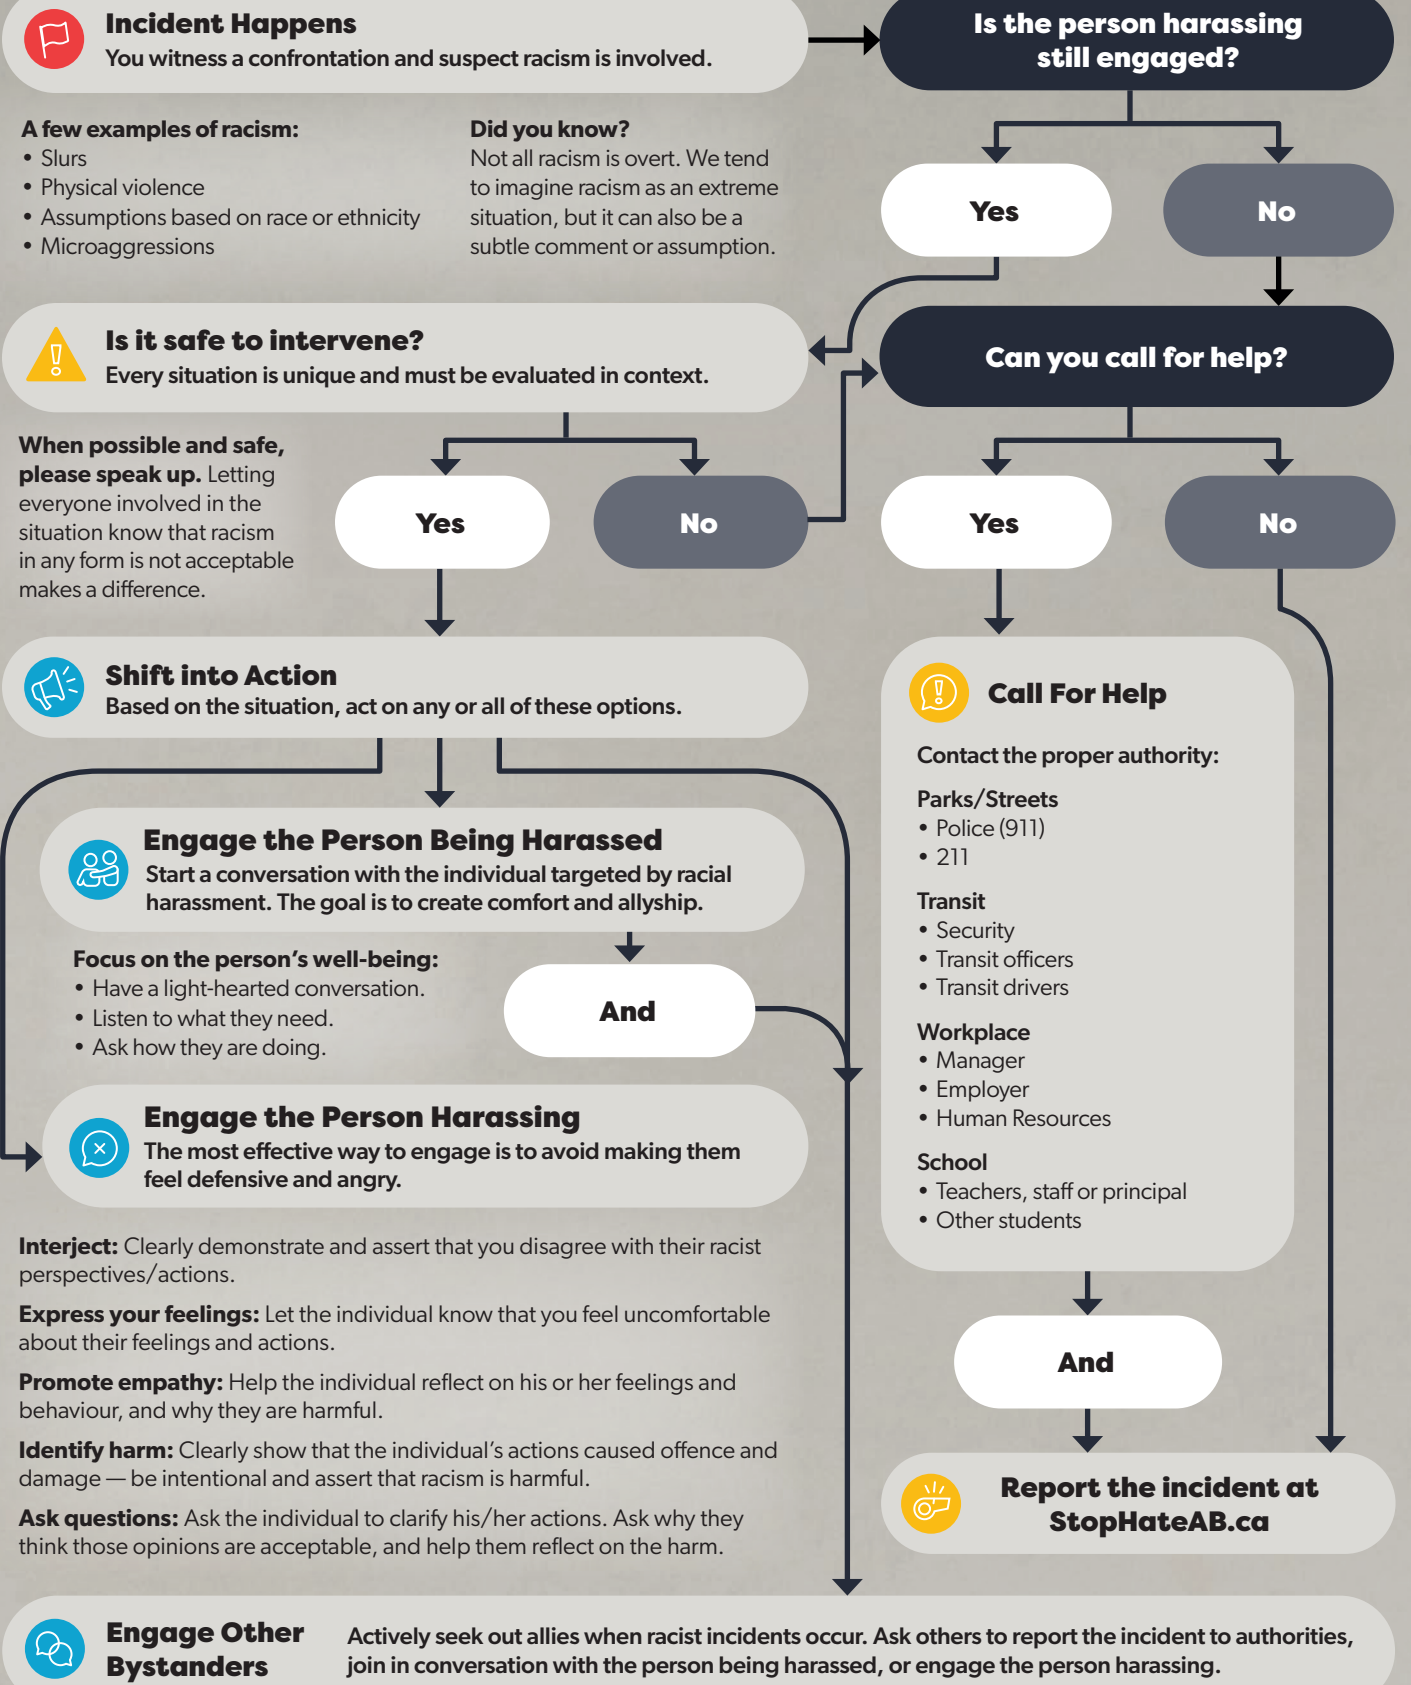 Incident Happens
You witness a confrontation and suspect racism is involved.
Is the person harassing
still engaged?
A few examples of racism:
• Slurs
• Physical violence
• Assumptions based on race or ethnicity
• Microaggressions
Did you know?
Not all racism is overt. We tend
to imagine racism as an extreme
situation, but it can also be a
subtle comment or assumption.
Yes
No
Is it safe to intervene?
Every situation is unique and must be evaluated in context.
Can you call for help?
When possible and safe,
please speak up. Letting
everyone involved in the
situation know that racism
in any form is not acceptable
makes a difference.
Yes
No
Yes
No
Shift into Action
Based on the situation, act on any or all of these options.
Engage the Person Being Harassed
Start a conversation with the individual targeted by racial
harassment. The goal is to create comfort and allyship.
Focus on the person's well-being:
• Have a light-hearted conversation.
• Listen to what they need.
• Ask how they are doing.
And
Engage the Person Harassing
The most effective way to engage is to avoid making them
feel defensive and angry.
Interject: Clearly demonstrate and assert that you disagree with their racist
perspectives/actions.
Express your feelings: Let the individual know that you feel uncomfortable
about their feelings and actions.
Promote empathy: Help the individual reflect on his or her feelings and
behaviour, and why they are harmful.
Identify harm: Clearly show that the individual's actions caused offence and
damage — be intentional and assert that racism is harmful.
Ask questions: Ask the individual to clarify his/her actions. Ask why they
think those opinions are acceptable, and help them reflect on the harm.
Call For Help
Contact the proper authority:
Parks/Streets
• Police (911)
• 211
Transit
• Security
• Transit officers
• Transit drivers
Workplace
• Manager
• Employer
• Human Resources
School
• Teachers, staff or principal
• Other students
And
Report the incident at
StopHateAB.ca
Engage Other
Bystanders
Actively seek out allies when racist incidents occur. Ask others to report the incident to authorities,
join in conversation with the person being harassed, or engage the person harassing.